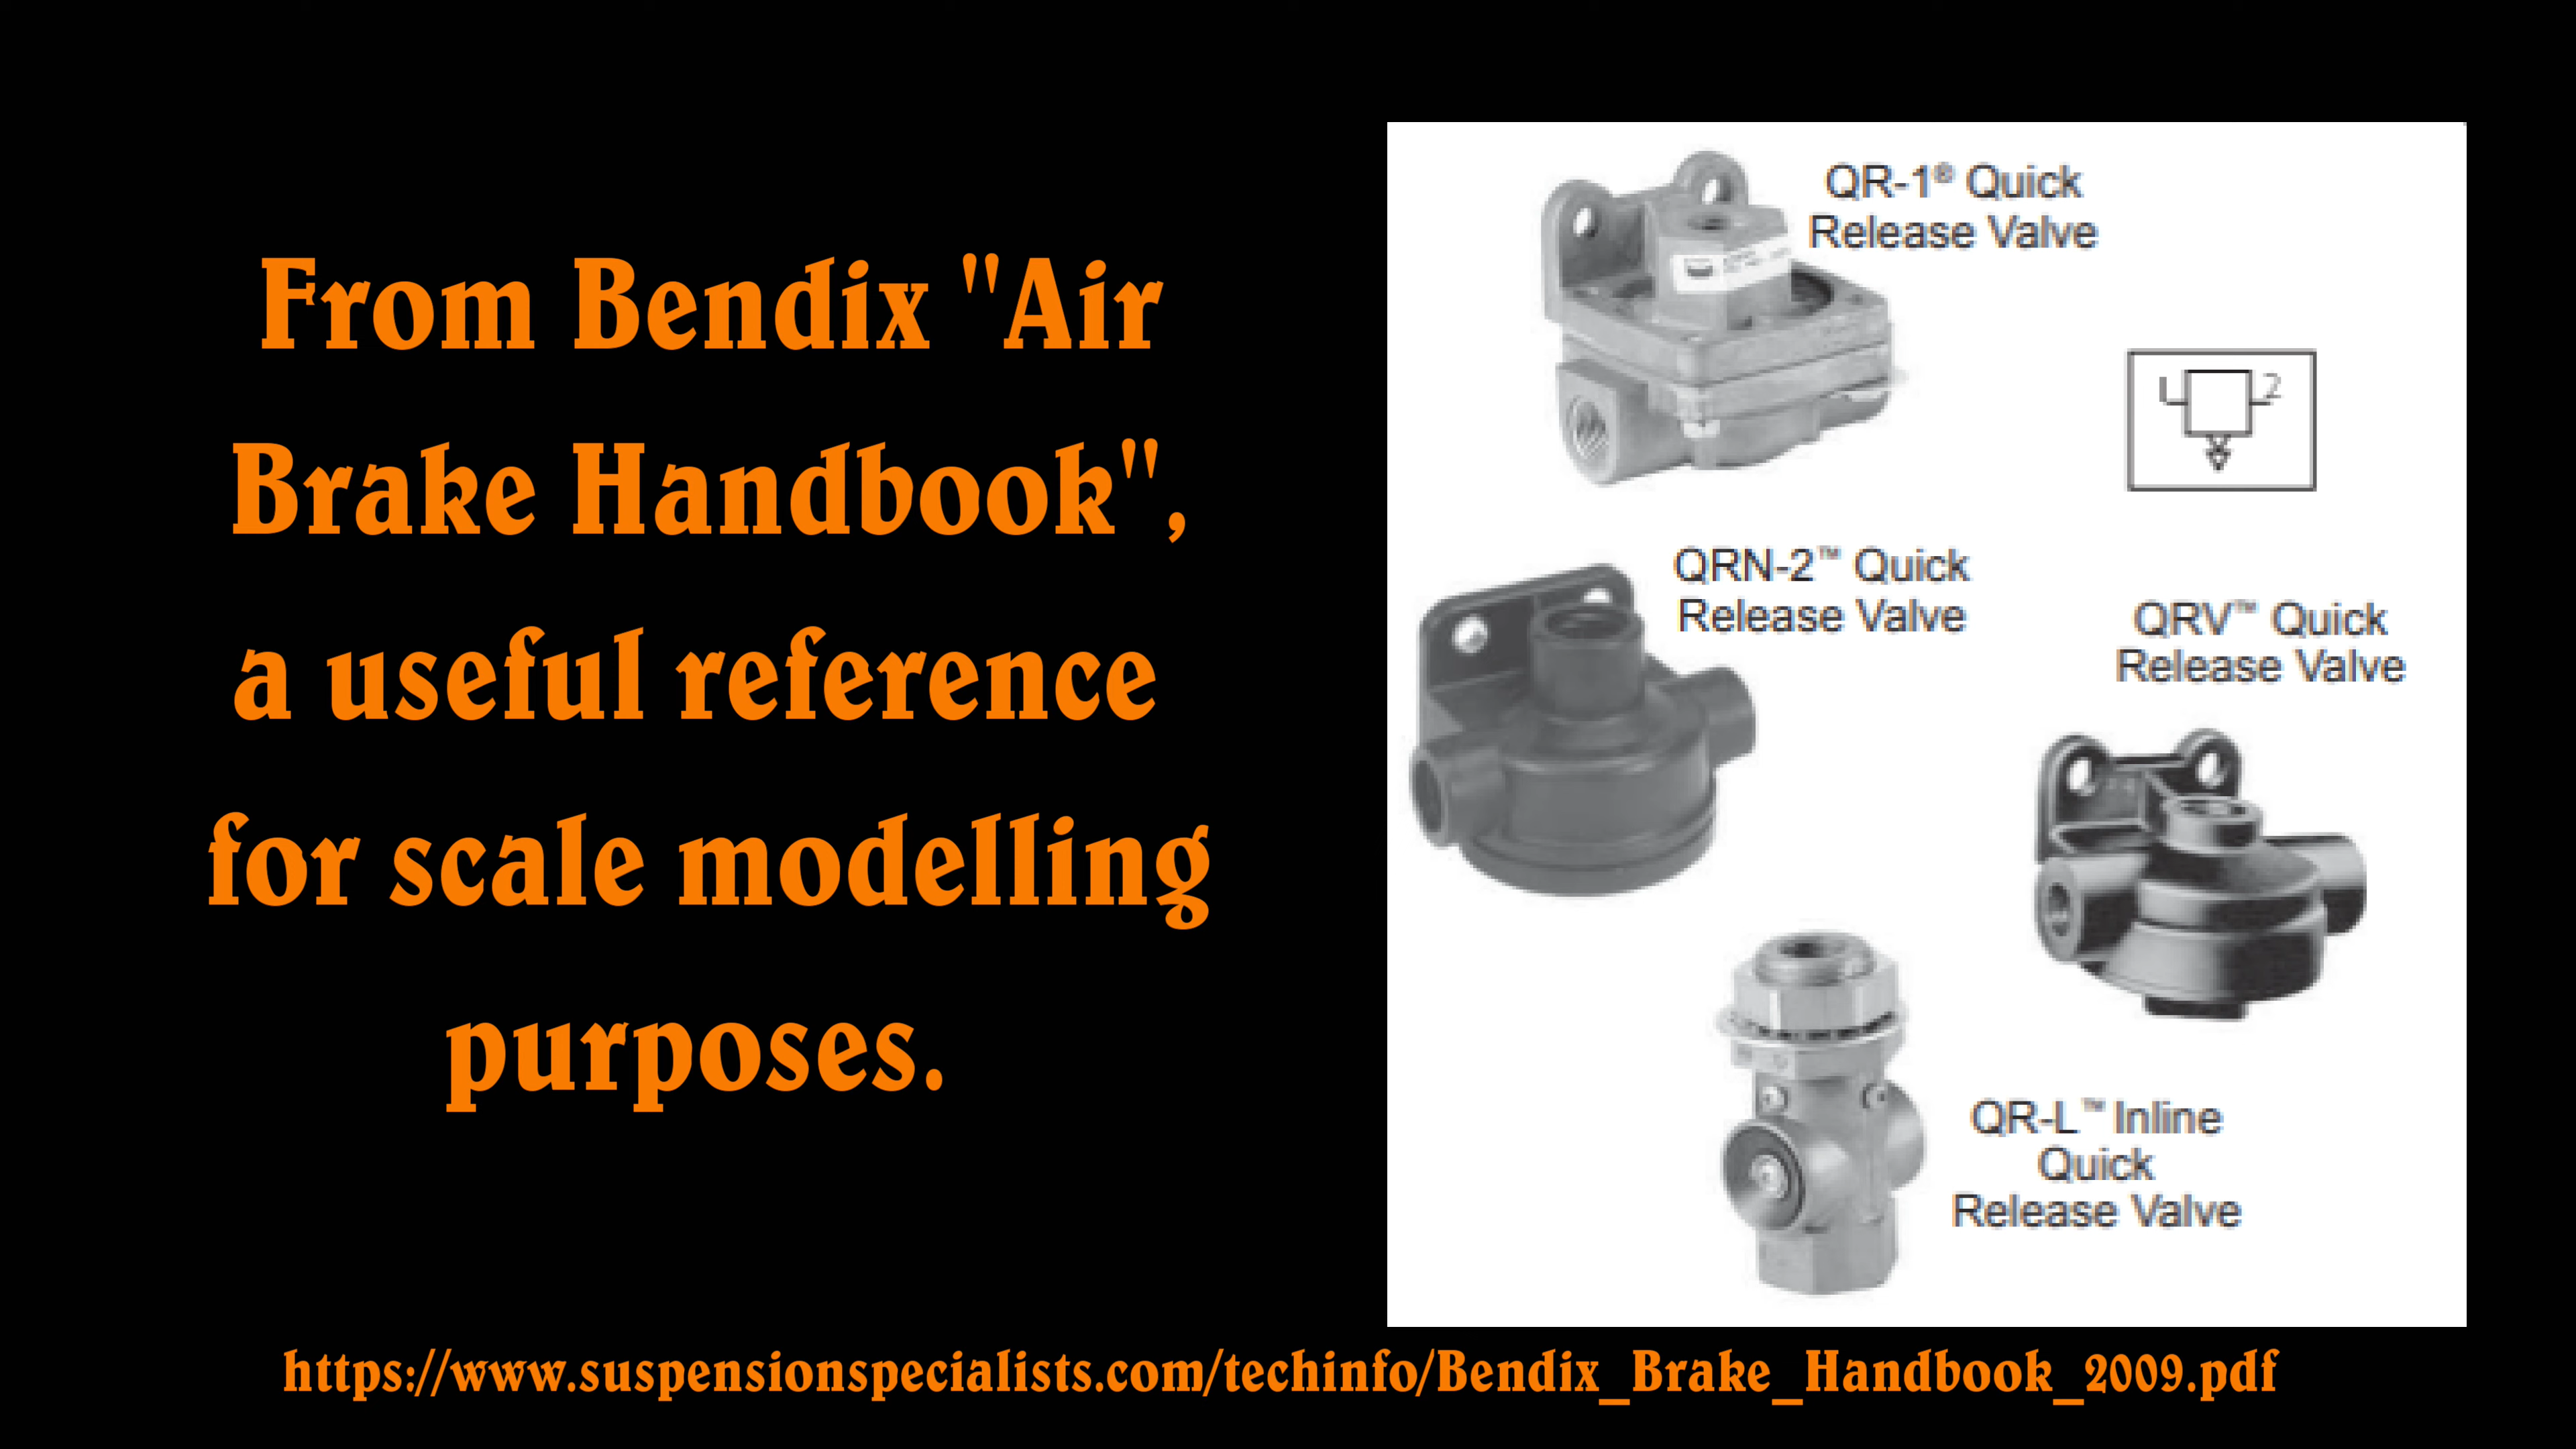 From Bendix "Air
Brake Handbook",
a useful reference
for scale modelling
purposes.
QR-1® Quick
Release Valve
1 2
QRN-2™ Quick
Release Valve
QRV™ Quick
Release Valve
QR-L™ Inline
Quick
Release Valve
https://www.suspensionspecialists.com/techinfo/Bendix_Brake_Handbook_2009.pdf